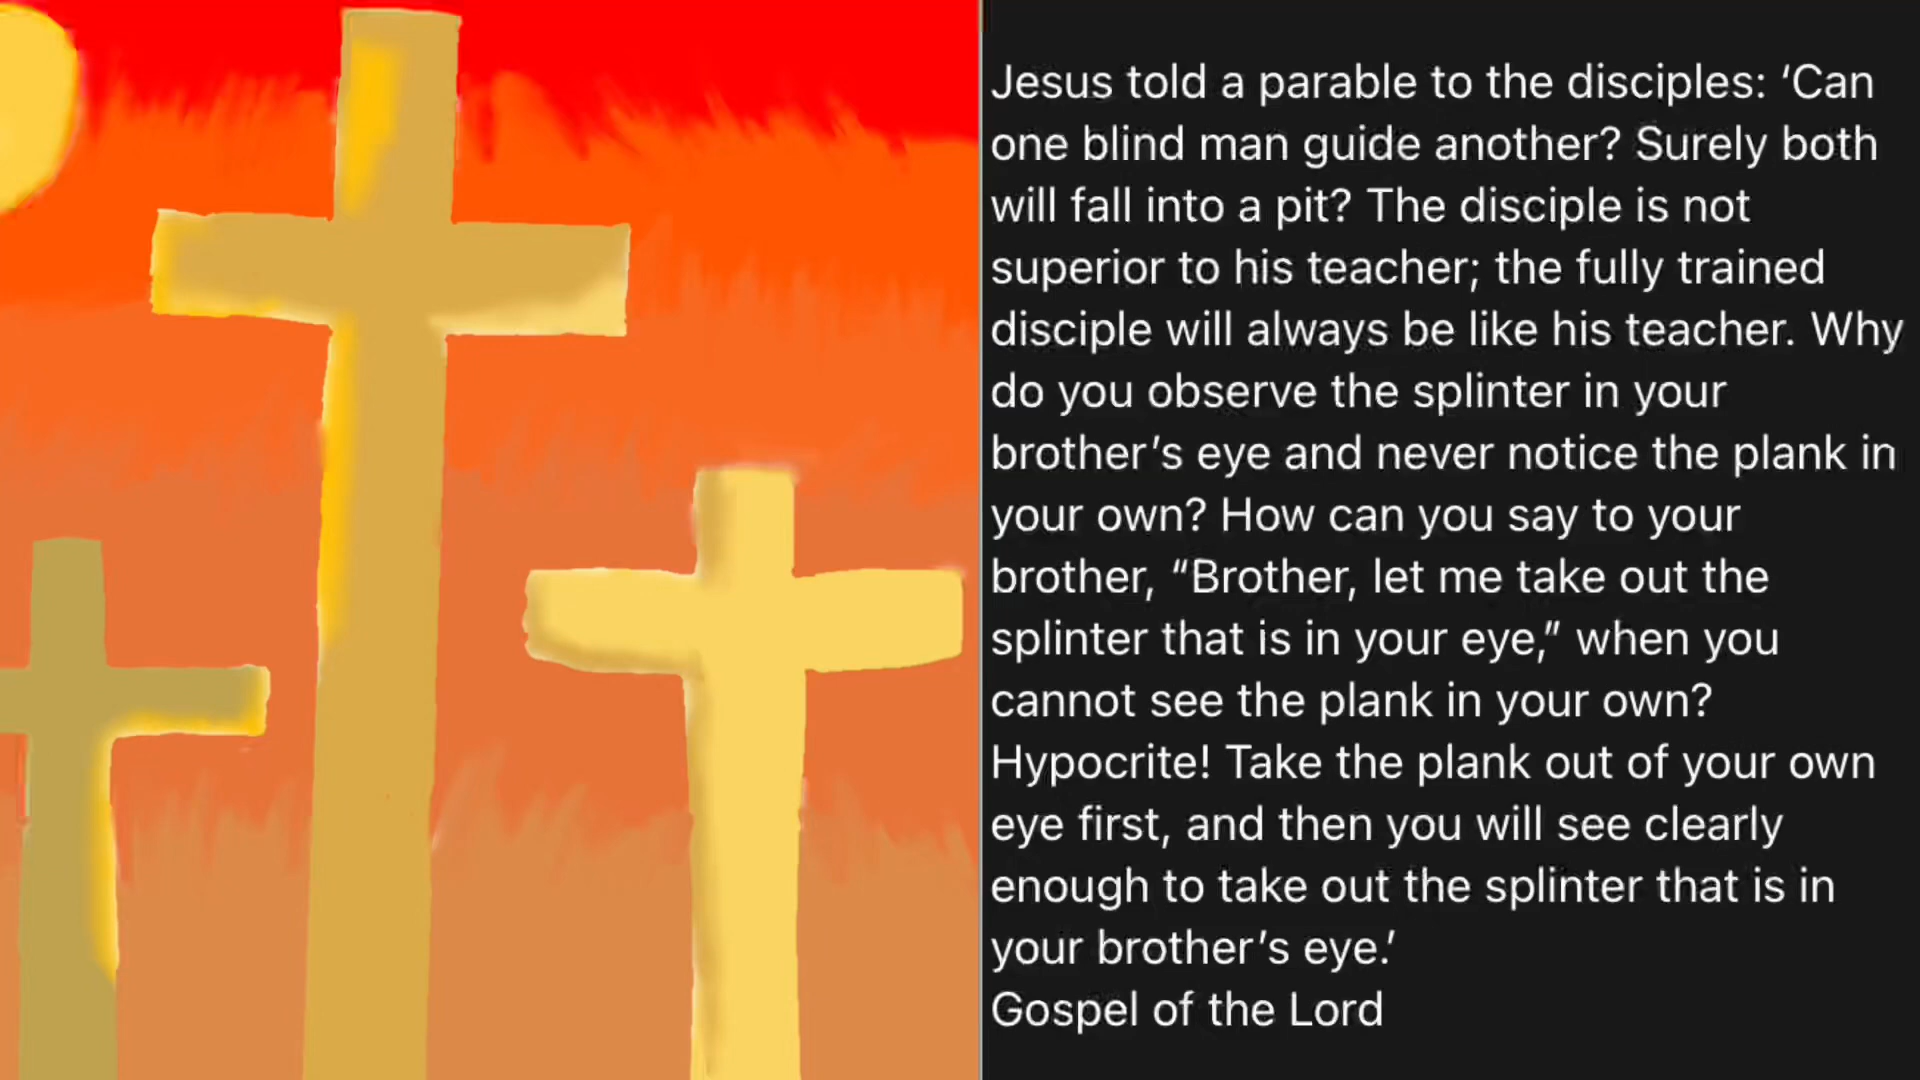 Jesus told a parable to the disciples: ‘Can
one blind man guide another? Surely both
will fall into a pit? The disciple is not
superior to his teacher; the fully trained
disciple will always be like his teacher. Why
do you observe the splinter in your
brother’s eye and never notice the plank in
your own? How can you say to your
brother, “Brother, let me take out the
splinter that is in your eye,” when you
cannot see the plank in your own?
Hypocrite! Take the plank out of your own
eye first, and then you will see clearly
enough to take out the splinter that is in
your brother’s eye.’
Gospel of the Lord